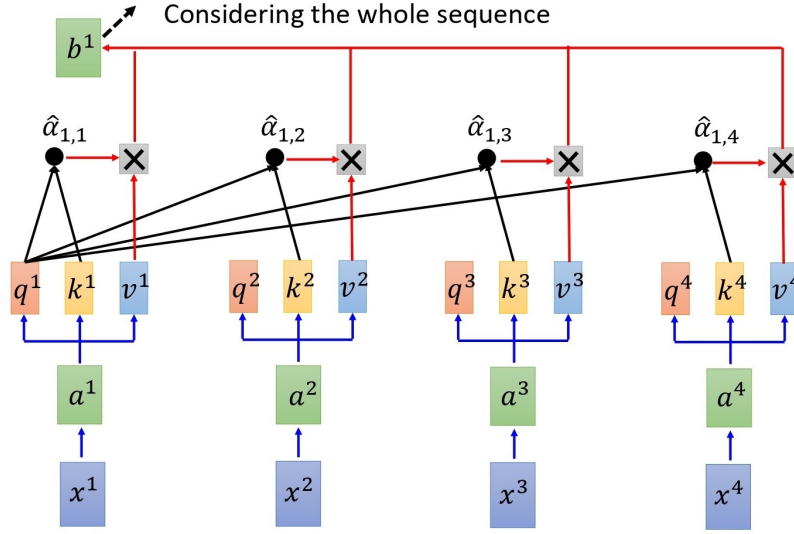 Considering the whole sequence
b¹
α̂₁,₁ α̂₁,₂ α̂₁,₃ α̂₁,₄
q¹ k¹ v¹ q² k² v² q³ k³ v³ q⁴ k⁴ v⁴
a¹ a² a³ a⁴
x¹ x² x³ x⁴